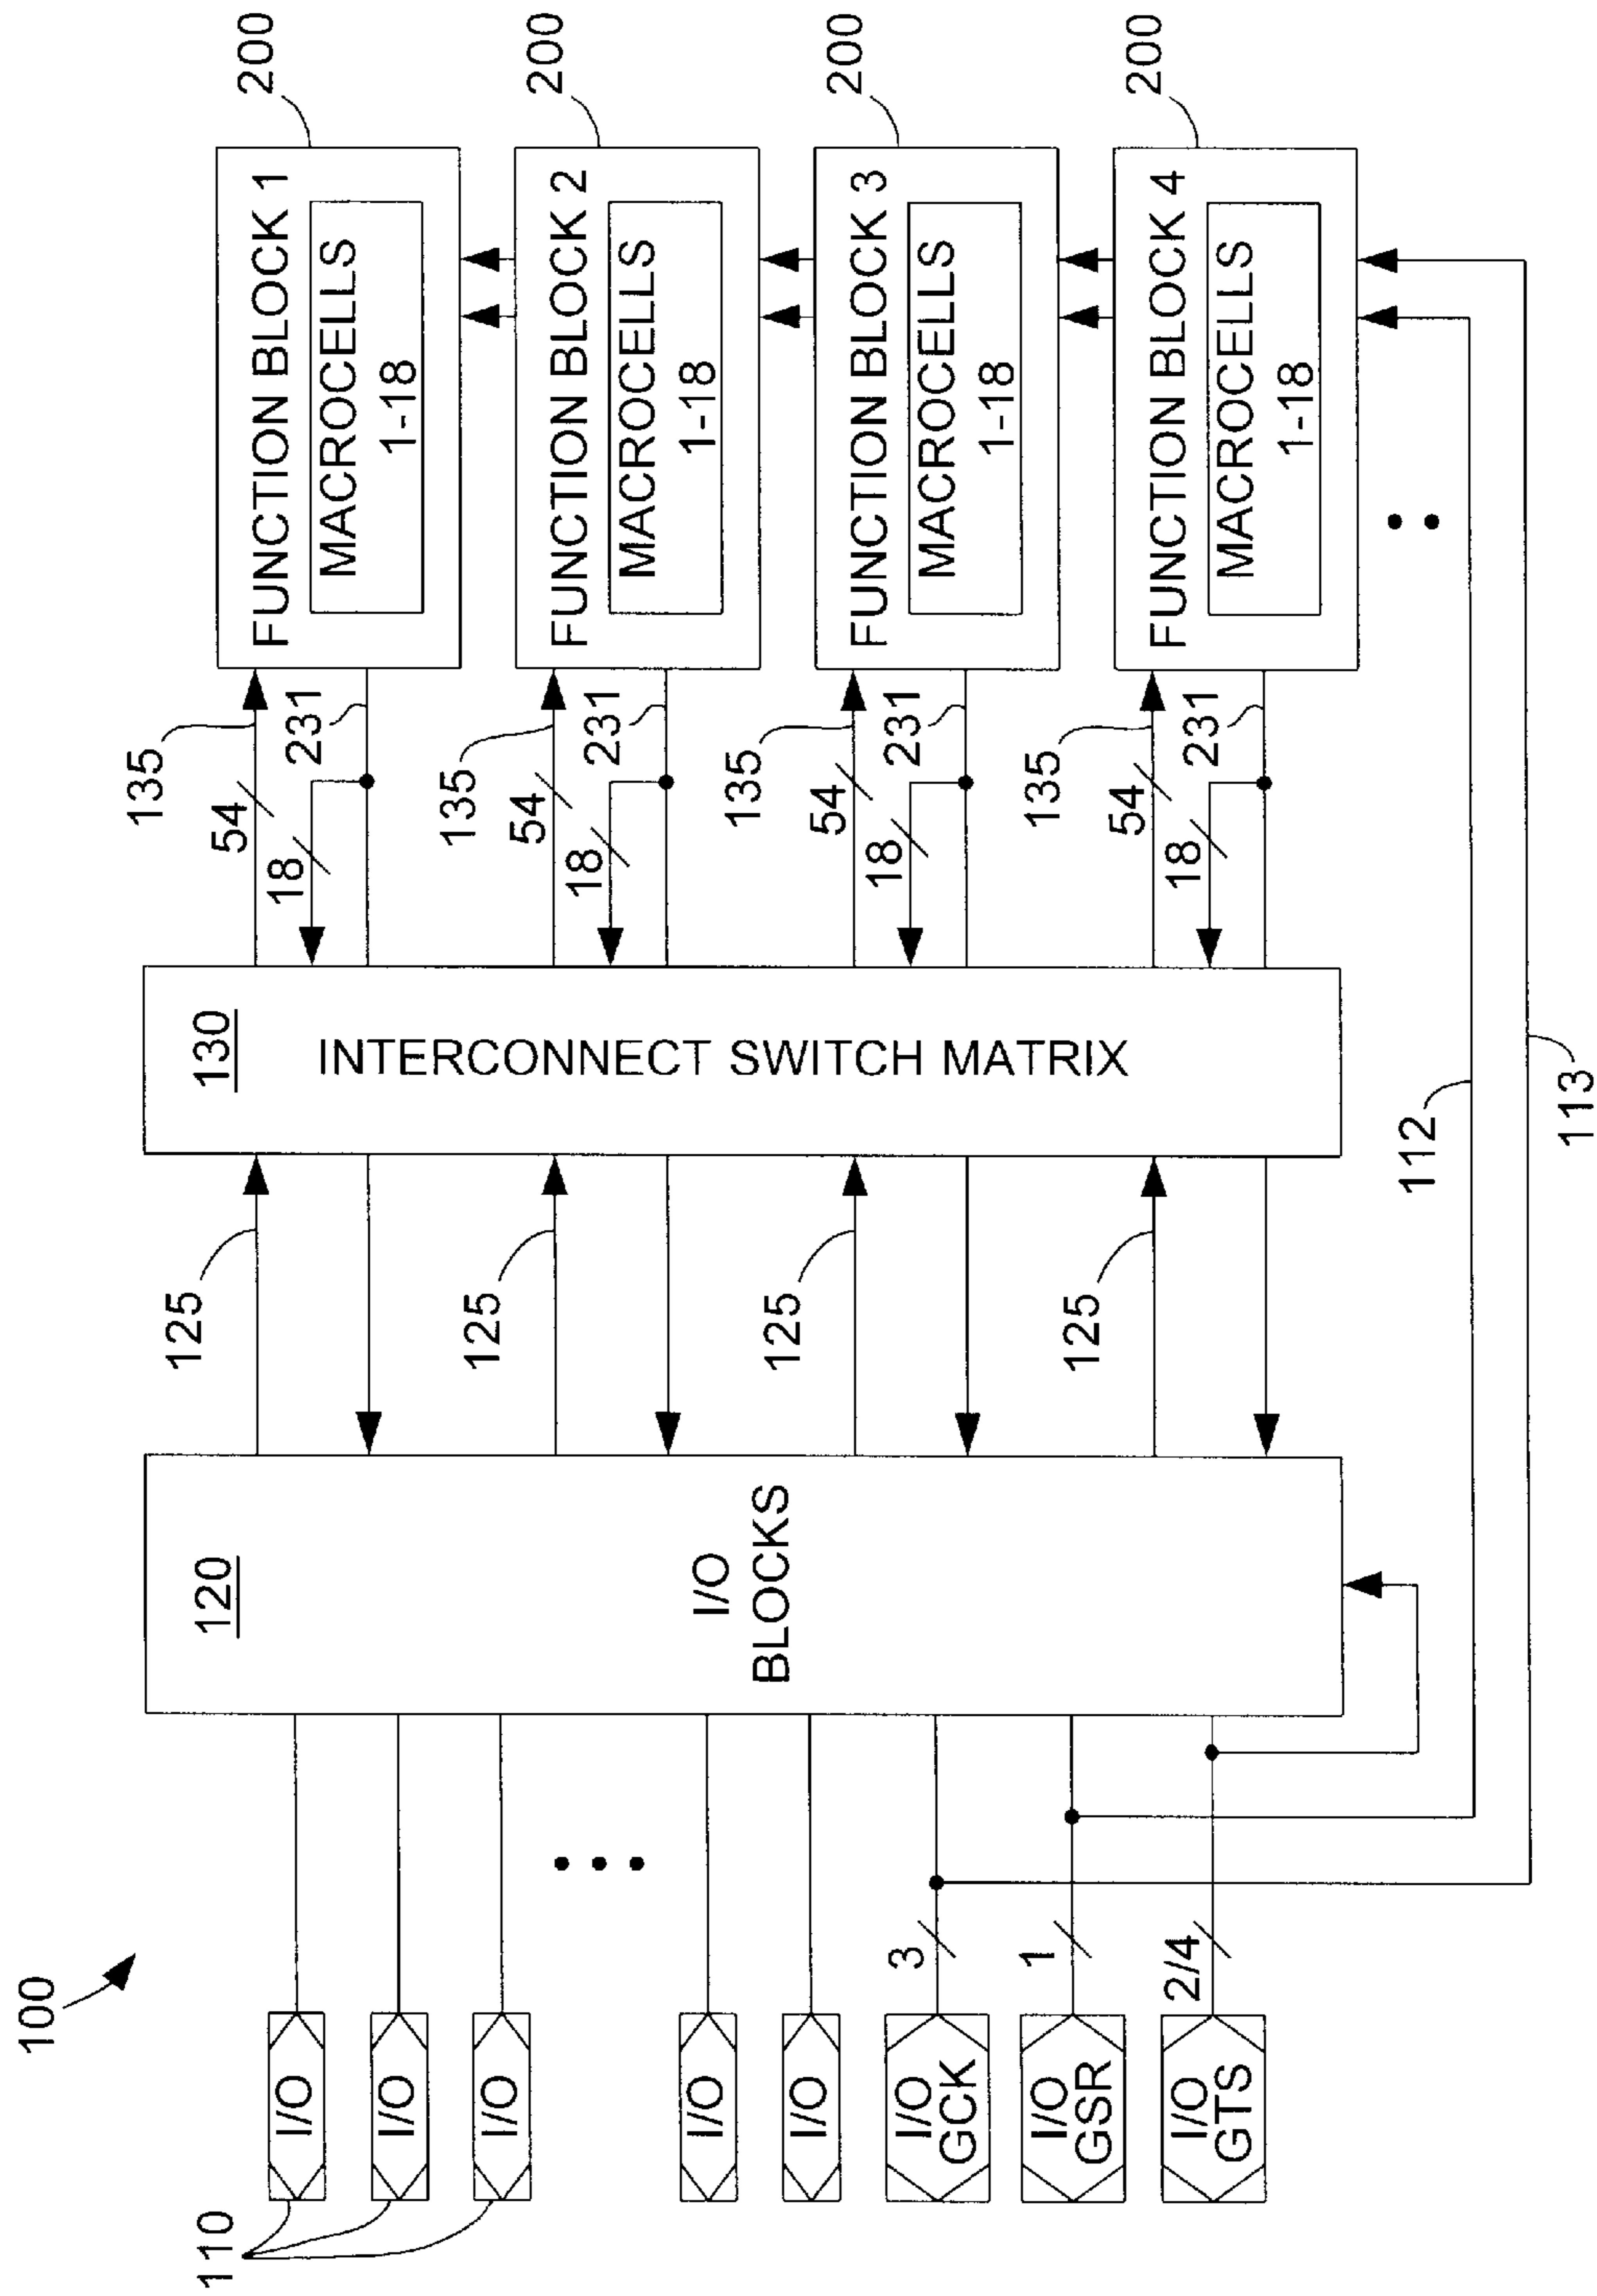 100
110
I/O
I/O
I/O
I/O
I/O
I/O
GCK
I/O
GSR
I/O
GTS
3
1
2/4
120
I/O
BLOCKS
125
125
125
125
130
INTERCONNECT SWITCH MATRIX
112
113
135
54
18
231
135
54
18
231
135
54
18
231
135
54
18
231
FUNCTION BLOCK 1
MACROCELLS
1-18
200
FUNCTION BLOCK 2
MACROCELLS
1-18
200
FUNCTION BLOCK 3
MACROCELLS
1-18
200
FUNCTION BLOCK 4
MACROCELLS
1-18
200